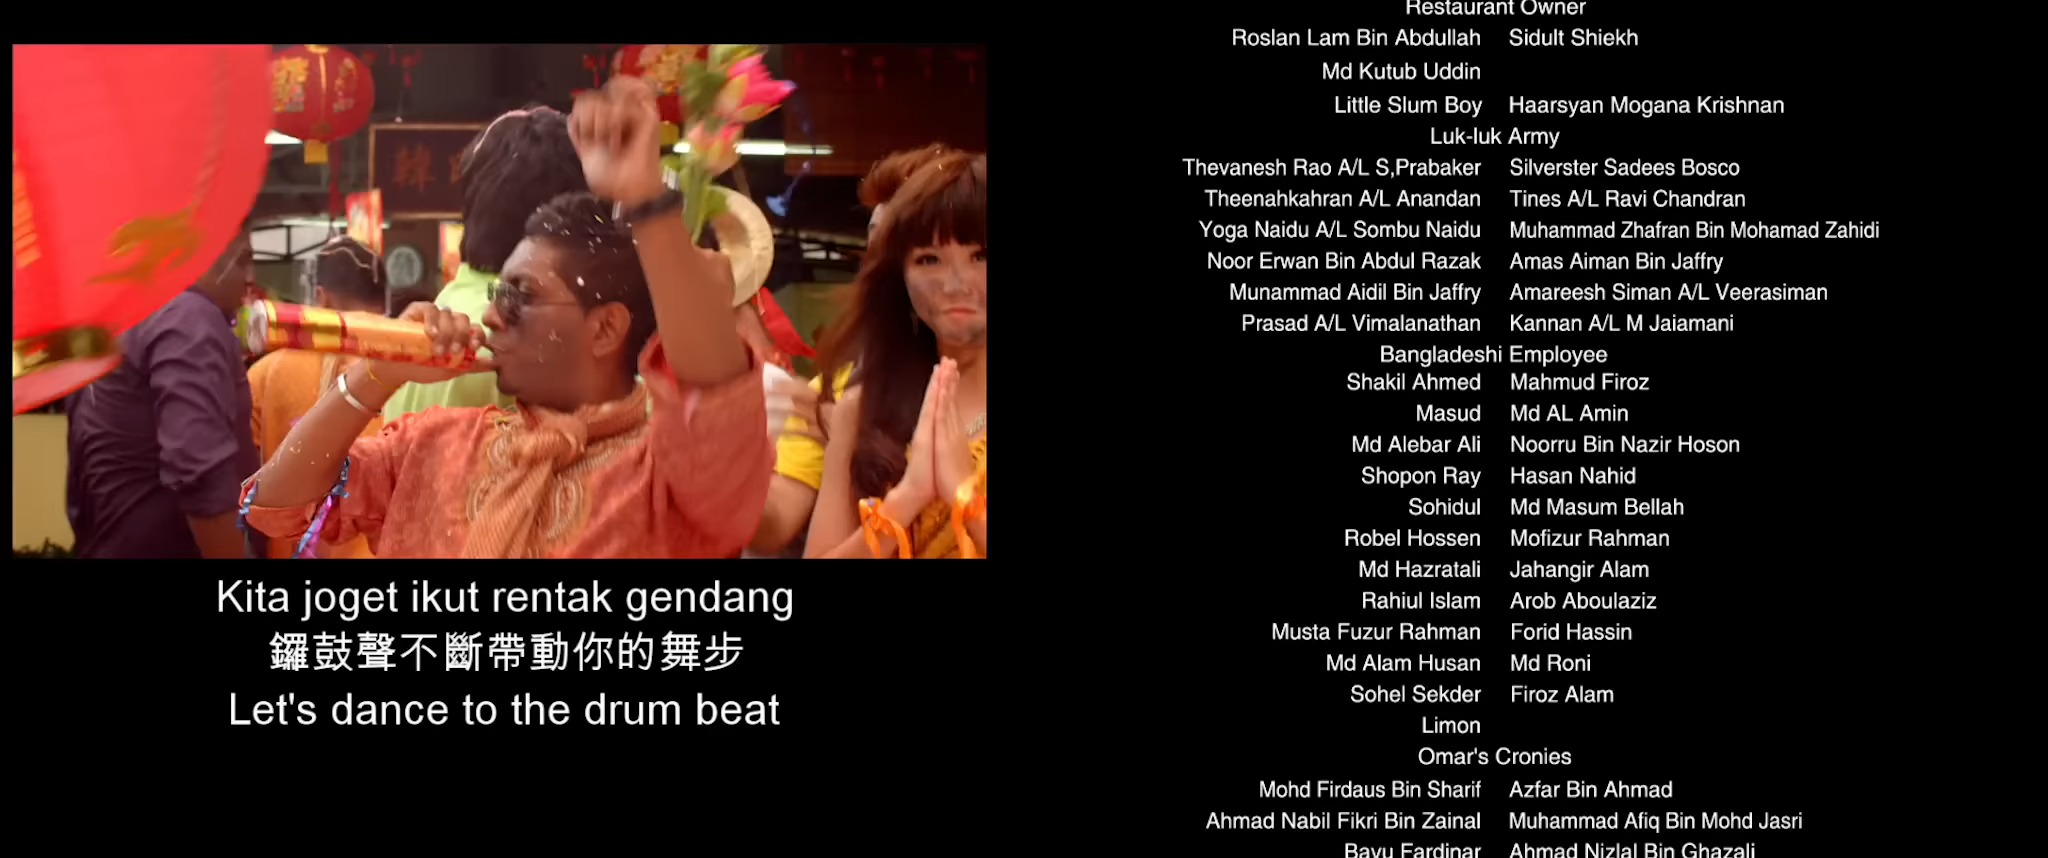 Kita joget ikut rentak gendang
鑼鼓聲不斷帶動你的舞步
Let's dance to the drum beat
Restaurant Owner
Roslan Lam Bin Abdullah Sidult Shiekh
Md Kutub Uddin
Little Slum Boy Haarsyan Mogana Krishnan
Luk-luk Army
Thevanesh Rao A/L S,Prabaker Silverster Sadees Bosco
Theenahkahran A/L Anandan Tines A/L Ravi Chandran
Yoga Naidu A/L Sombu Naidu Muhammad Zhafran Bin Mohamad Zahidi
Noor Erwan Bin Abdul Razak Amas Aiman Bin Jaffry
Munammad Aidil Bin Jaffry Amareesh Siman A/L Veerasiman
Prasad A/L Vimalanathan Kannan A/L M Jaiamani
Bangladeshi Employee
Shakil Ahmed Mahmud Firoz
Masud Md AL Amin
Md Alebar Ali Noorru Bin Nazir Hoson
Shopon Ray Hasan Nahid
Sohidul Md Masum Bellah
Robel Hossen Mofizur Rahman
Md Hazratali Jahangir Alam
Rahiul Islam Arob Aboulaziz
Musta Fuzur Rahman Forid Hassin
Md Alam Husan Md Roni
Sohel Sekder Firoz Alam
Limon
Omar's Cronies
Mohd Firdaus Bin Sharif Azfar Bin Ahmad
Ahmad Nabil Fikri Bin Zainal Muhammad Afiq Bin Mohd Jasri
Bayu Fardinar Ahmad Nizlal Bin Ghazali